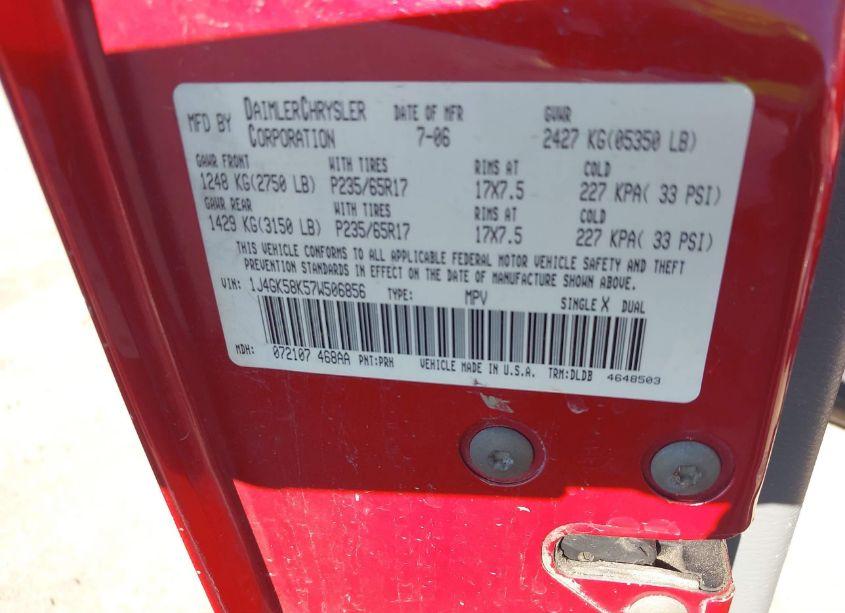 MFD BY DAIMLERCHRYSLER CORPORATION DATE OF MFR 7-06 GVWR 2427 KG(05350 LB)
GAWR FRONT WITH TIRES RIMS AT COLD
1248 KG(2750 LB) P235/65R17 17X7.5 227 KPA( 33 PSI)
GAWR REAR WITH TIRES RIMS AT COLD
1429 KG(3150 LB) P235/65R17 17X7.5 227 KPA( 33 PSI)
THIS VEHICLE CONFORMS TO ALL APPLICABLE FEDERAL MOTOR VEHICLE SAFETY AND THEFT
PREVENTION STANDARDS IN EFFECT ON THE DATE OF MANUFACTURE SHOWN ABOVE.
VIN: 1J4GK58K57W506856 TYPE: MPV SINGLE X DUAL
MDH: 072107 468AA PNT:PRH VEHICLE MADE IN U.S.A. TRM:DLDB 4648503